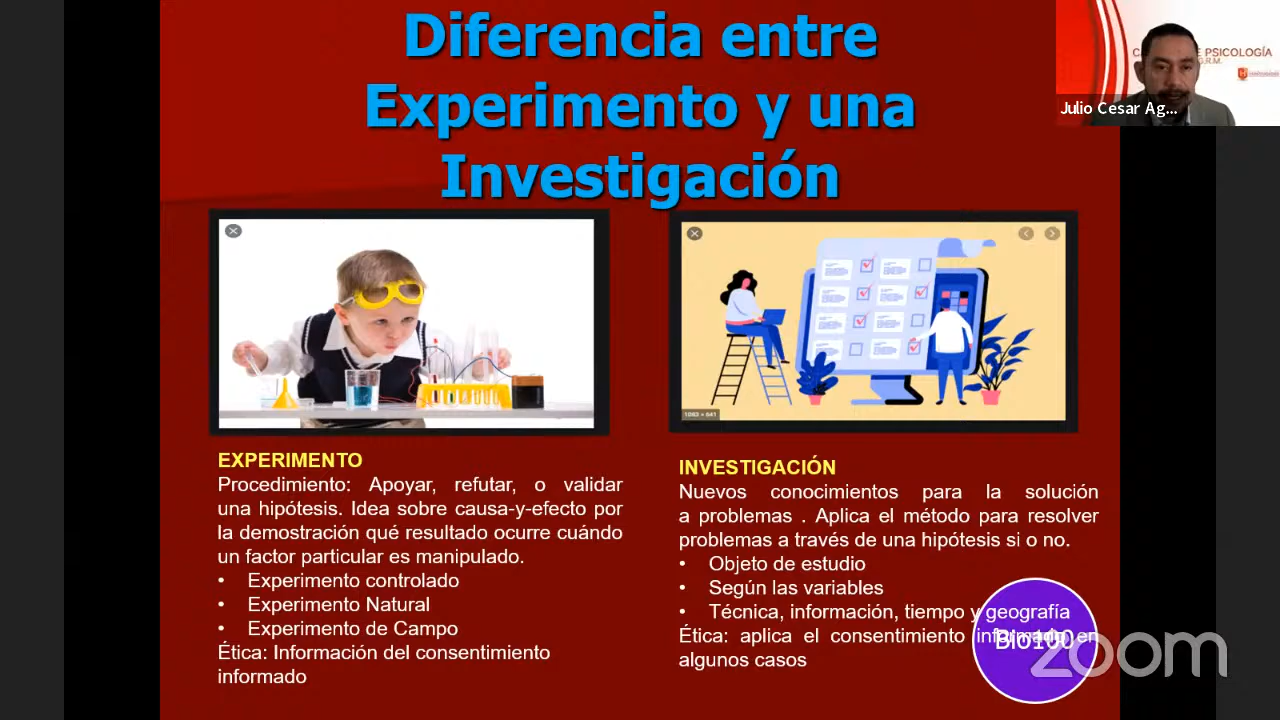 Diferencia entre
Experimento y una
Investigación
PSICOLOGÍA
Julio Cesar Ag...
1083 × 641
EXPERIMENTO
Procedimiento: Apoyar, refutar, o validar
una hipótesis. Idea sobre causa-y-efecto por
la demostración qué resultado ocurre cuándo
un factor particular es manipulado.
• Experimento controlado
• Experimento Natural
• Experimento de Campo
Ética: Información del consentimiento
informado
INVESTIGACIÓN
Nuevos conocimientos para la solución
a problemas . Aplica el método para resolver
problemas a través de una hipótesis si o no.
• Objeto de estudio
• Según las variables
• Técnica, información, tiempo y geografía
Ética: aplica el consentimiento informado en
algunos casos
Bio100
zoom